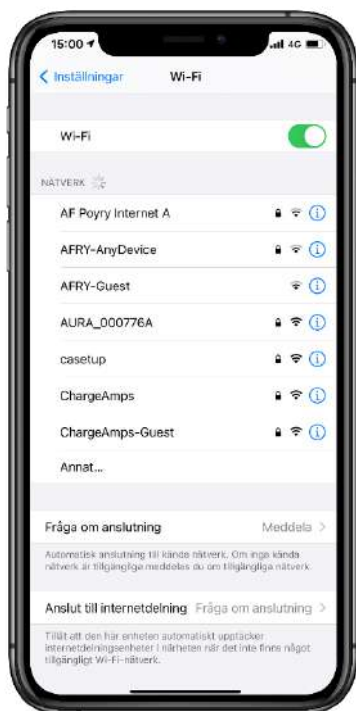 15:00
4G
Inställningar
Wi-Fi
Wi-Fi
NÄTVERK
AF Poyry Internet A
AFRY-AnyDevice
AFRY-Guest
AURA_000776A
casetup
ChargeAmps
ChargeAmps-Guest
Annat...
Fråga om anslutning Meddela
Automatisk anslutning till kända nätverk. Om inga kända
nätverk är tillgängliga meddelas du om tillgängliga nätverk.
Anslut till internetdelning Fråga om anslutning
Tillåt att den här enheten automatiskt upptäcker
internetdelningsenheter i närheten när det inte finns något
tillgängligt Wi-Fi-nätverk.